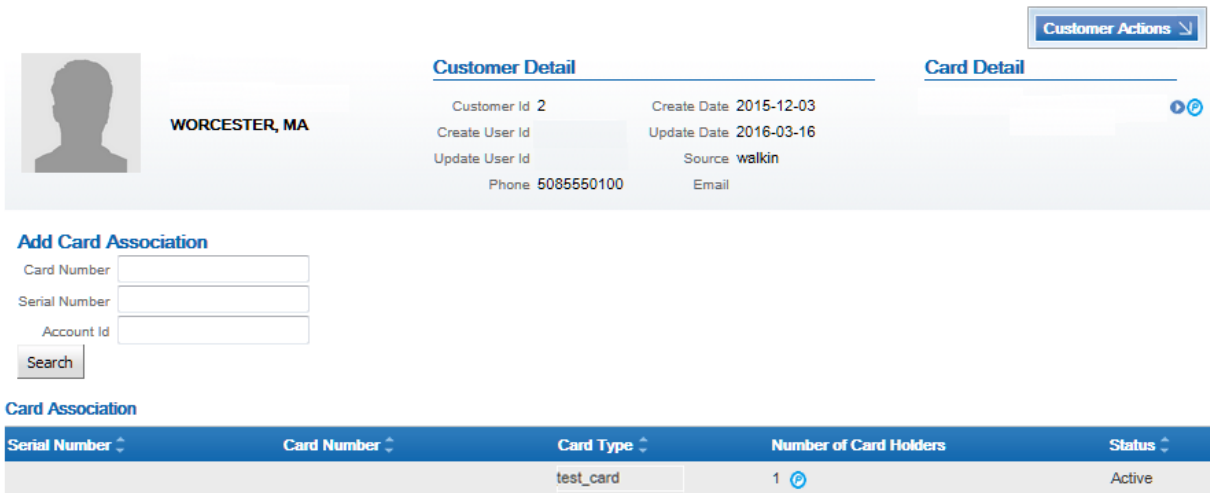 Customer Actions
Customer Detail
Card Detail
Customer Id 2 Create Date 2015-12-03
P
WORCESTER, MA
Create User Id Update Date 2016-03-16
Update User Id Source walkin
Phone 5085550100 Email
Add Card Association
Card Number
Serial Number
Account Id
Search
Card Association
Serial Number Card Number Card Type Number of Card Holders Status
test_card 1 P Active